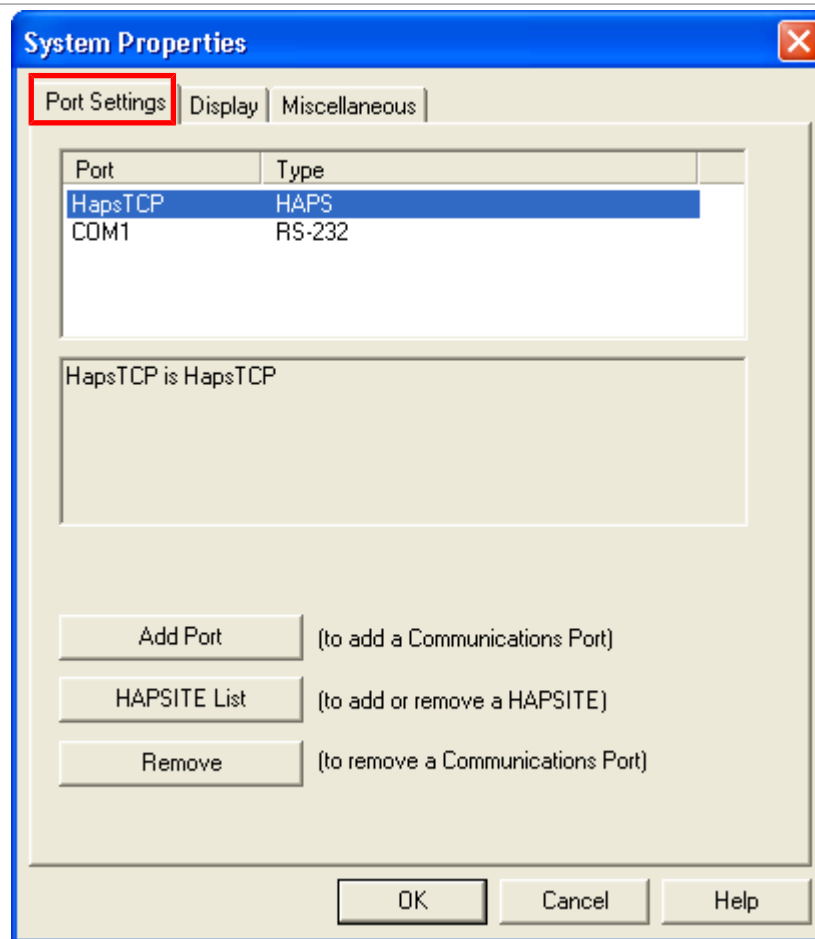 System Properties
Port Settings Display Miscellaneous
Port Type
HapsTCP HAPS
COM1 RS-232
HapsTCP is HapsTCP
Add Port (to add a Communications Port)
HAPSITE List (to add or remove a HAPSITE)
Remove (to remove a Communications Port)
OK Cancel Help